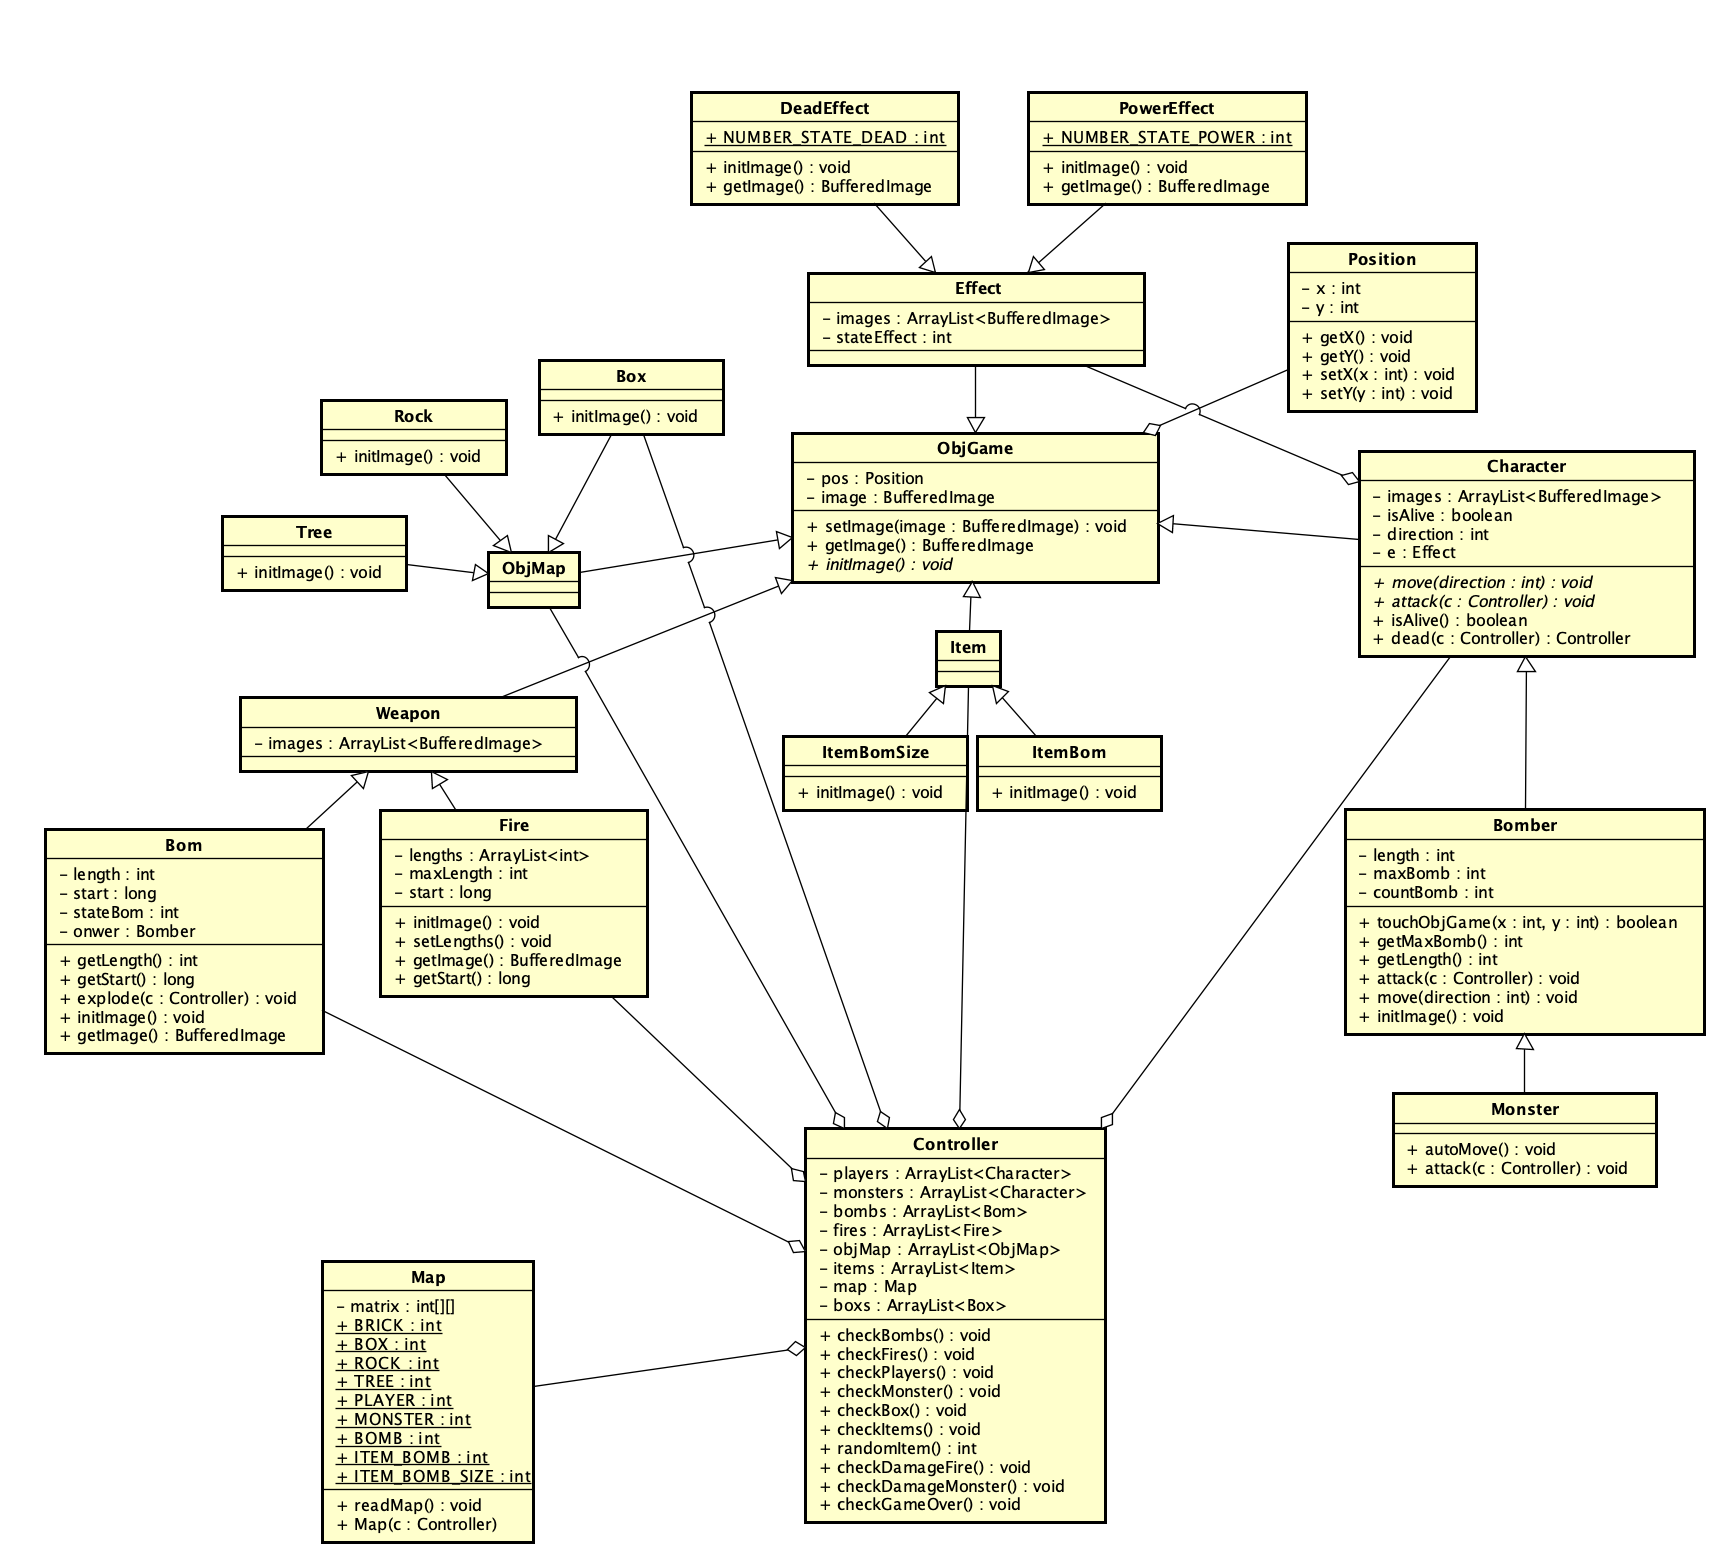 DeadEffect
+ NUMBER_STATE_DEAD : int
+ initImage() : void
+ getImage() : BufferedImage
PowerEffect
+ NUMBER_STATE_POWER : int
+ initImage() : void
+ getImage() : BufferedImage
Position
- x : int
- y : int
+ getX() : void
+ getY() : void
+ setX(x : int) : void
+ setY(y : int) : void
Effect
- images : ArrayList<BufferedImage>
- stateEffect : int
Box
+ initImage() : void
Rock
+ initImage() : void
Tree
+ initImage() : void
ObjMap
ObjGame
- pos : Position
- image : BufferedImage
+ setImage(image : BufferedImage) : void
+ getImage() : BufferedImage
+ initImage() : void
Character
- images : ArrayList<BufferedImage>
- isAlive : boolean
- direction : int
- e : Effect
+ move(direction : int) : void
+ attack(c : Controller) : void
+ isAlive() : boolean
+ dead(c : Controller) : Controller
Item
Weapon
- images : ArrayList<BufferedImage>
ItemBomSize
+ initImage() : void
ItemBom
+ initImage() : void
Bom
- length : int
- start : long
- stateBom : int
- onwer : Bomber
+ getLength() : int
+ getStart() : long
+ explode(c : Controller) : void
+ initImage() : void
+ getImage() : BufferedImage
Fire
- lengths : ArrayList<int>
- maxLength : int
- start : long
+ initImage() : void
+ setLengths() : void
+ getImage() : BufferedImage
+ getStart() : long
Bomber
- length : int
- maxBomb : int
- countBomb : int
+ touchObjGame(x : int, y : int) : boolean
+ getMaxBomb() : int
+ getLength() : int
+ attack(c : Controller) : void
+ move(direction : int) : void
+ initImage() : void
Monster
+ autoMove() : void
+ attack(c : Controller) : void
Controller
- players : ArrayList<Character>
- monsters : ArrayList<Character>
- bombs : ArrayList<Bom>
- fires : ArrayList<Fire>
- objMap : ArrayList<ObjMap>
- items : ArrayList<Item>
- map : Map
- boxs : ArrayList<Box>
+ checkBombs() : void
+ checkFires() : void
+ checkPlayers() : void
+ checkMonster() : void
+ checkBox() : void
+ checkItems() : void
+ randomItem() : int
+ checkDamageFire() : void
+ checkDamageMonster() : void
+ checkGameOver() : void
Map
- matrix : int[][]
+ BRICK : int
+ BOX : int
+ ROCK : int
+ TREE : int
+ PLAYER : int
+ MONSTER : int
+ BOMB : int
+ ITEM_BOMB : int
+ ITEM_BOMB_SIZE : int
+ readMap() : void
+ Map(c : Controller)